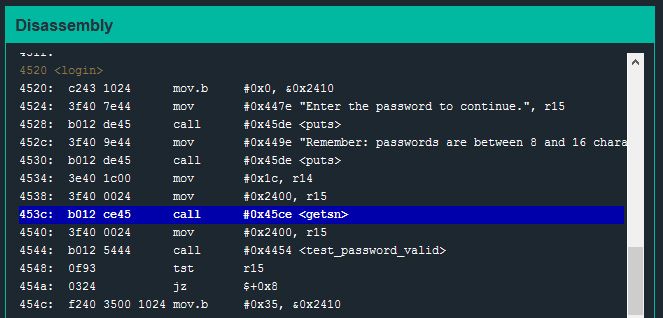 Disassembly
4520 <login>
4520: c243 1024 mov.b #0x0, &0x2410
4524: 3f40 7e44 mov #0x447e "Enter the password to continue.", r15
4528: b012 de45 call #0x45de <puts>
452c: 3f40 9e44 mov #0x449e "Remember: passwords are between 8 and 16 chara
4530: b012 de45 call #0x45de <puts>
4534: 3e40 1c00 mov #0x1c, r14
4538: 3f40 0024 mov #0x2400, r15
453c: b012 ce45 call #0x45ce <getsn>
4540: 3f40 0024 mov #0x2400, r15
4544: b012 5444 call #0x4454 <test_password_valid>
4548: 0f93 tst r15
454a: 0324 jz $+0x8
454c: f240 3500 1024 mov.b #0x35, &0x2410